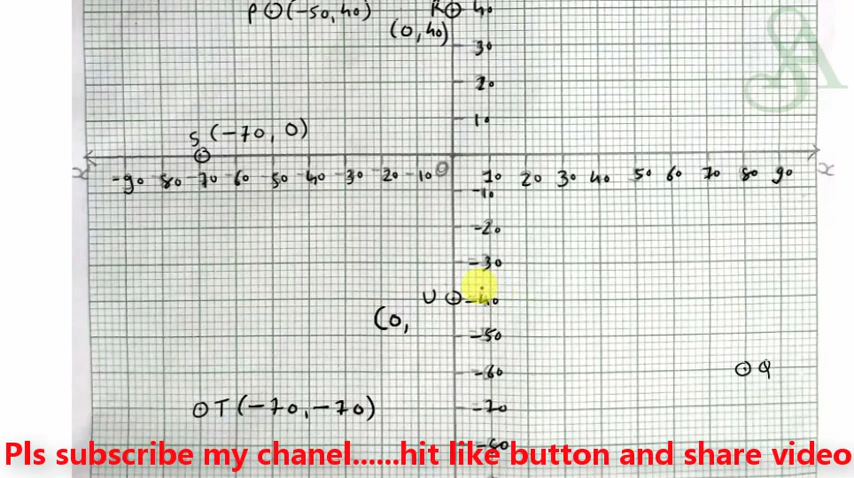 P (-50,40)
R 40
(0,40)
30
20
10
S (-70, 0)
x -90 -80 -70 -60 -50 -40 -30 -20 -10 0 10 20 30 40 50 60 70 80 90 x
-10
-20
-30
U -40
(0,
-50
-60 Q
T(-70,-70) -70
Pls subscribe my chanel......hit like button and share video